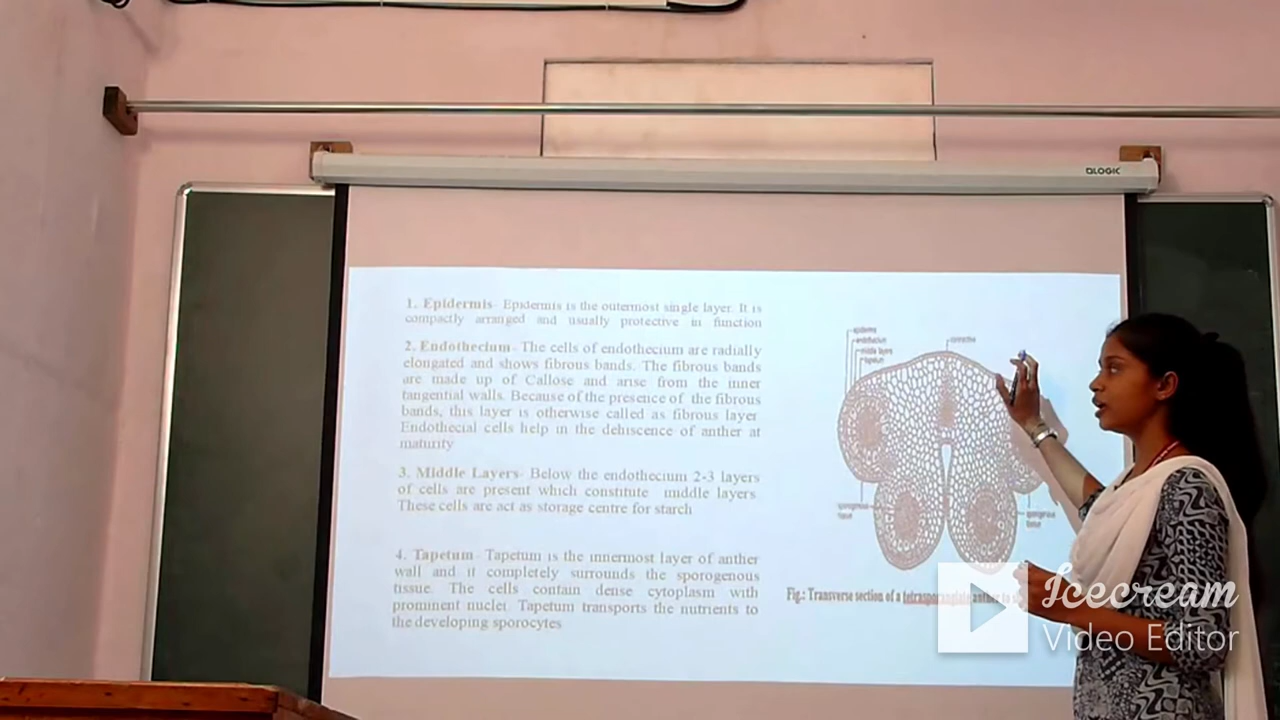 QLOGIC
1. Epidermis- Epidermis is the outermost single layer. It is
compactly arranged and usually protective in function
2. Endothecium- The cells of endothecium are radially
elongated and shows fibrous bands. The fibrous bands
are made up of Callose and arise from the inner
tangential walls. Because of the presence of the fibrous
bands, this layer is otherwise called as fibrous layer.
Endothecial cells help in the dehiscence of anther at
maturity
3. Middle Layers- Below the endothecium 2-3 layers
of cells are present which constitute middle layers.
These cells are act as storage centre for starch
4. Tapetum- Tapetum is the innermost layer of anther
wall and it completely surrounds the sporogenous
tissue. The cells contain dense cytoplasm with
prominent nuclei. Tapetum transports the nutrients to
the developing sporocytes
epidermis
endothecium
middle layers
tapetum
connective
sporogenous
tissue
sporogenous
tissue
Fig.: Transverse section of a tetrasporangiate anther
Icecream
Video Editor